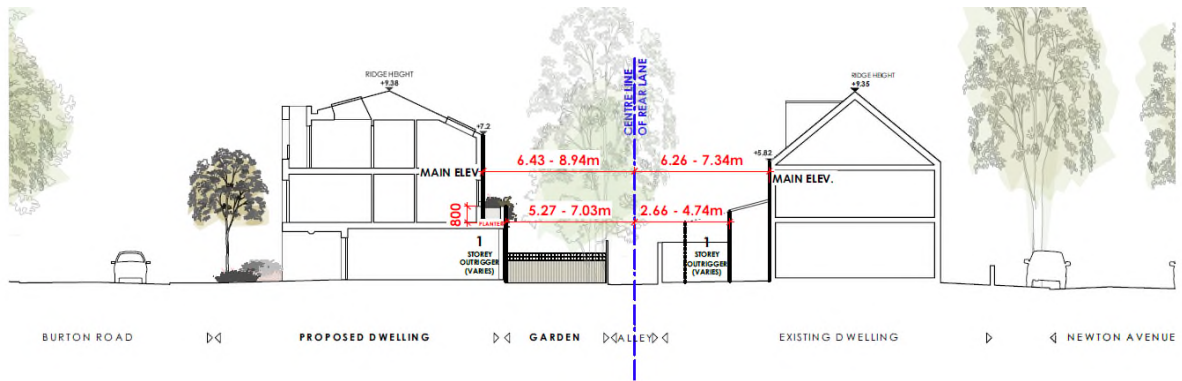 RIDGE HEIGHT
+9.38
RIDGE HEIGHT
+9.35
CENTRE LINE
OF REAR LANE
+7.2
+5.82
6.43 - 8.94m
6.26 - 7.34m
MAIN ELEV.
MAIN ELEV.
5.27 - 7.03m
2.66 - 4.74m
800
PLANTER
1
STOREY
OUTRIGGER
(VARIES)
1
STOREY
OUTRIGGER
(VARIES)
BURTON ROAD
PROPOSED DWELLING
GARDEN
ALLEY
EXISTING DWELLING
NEWTON AVENUE